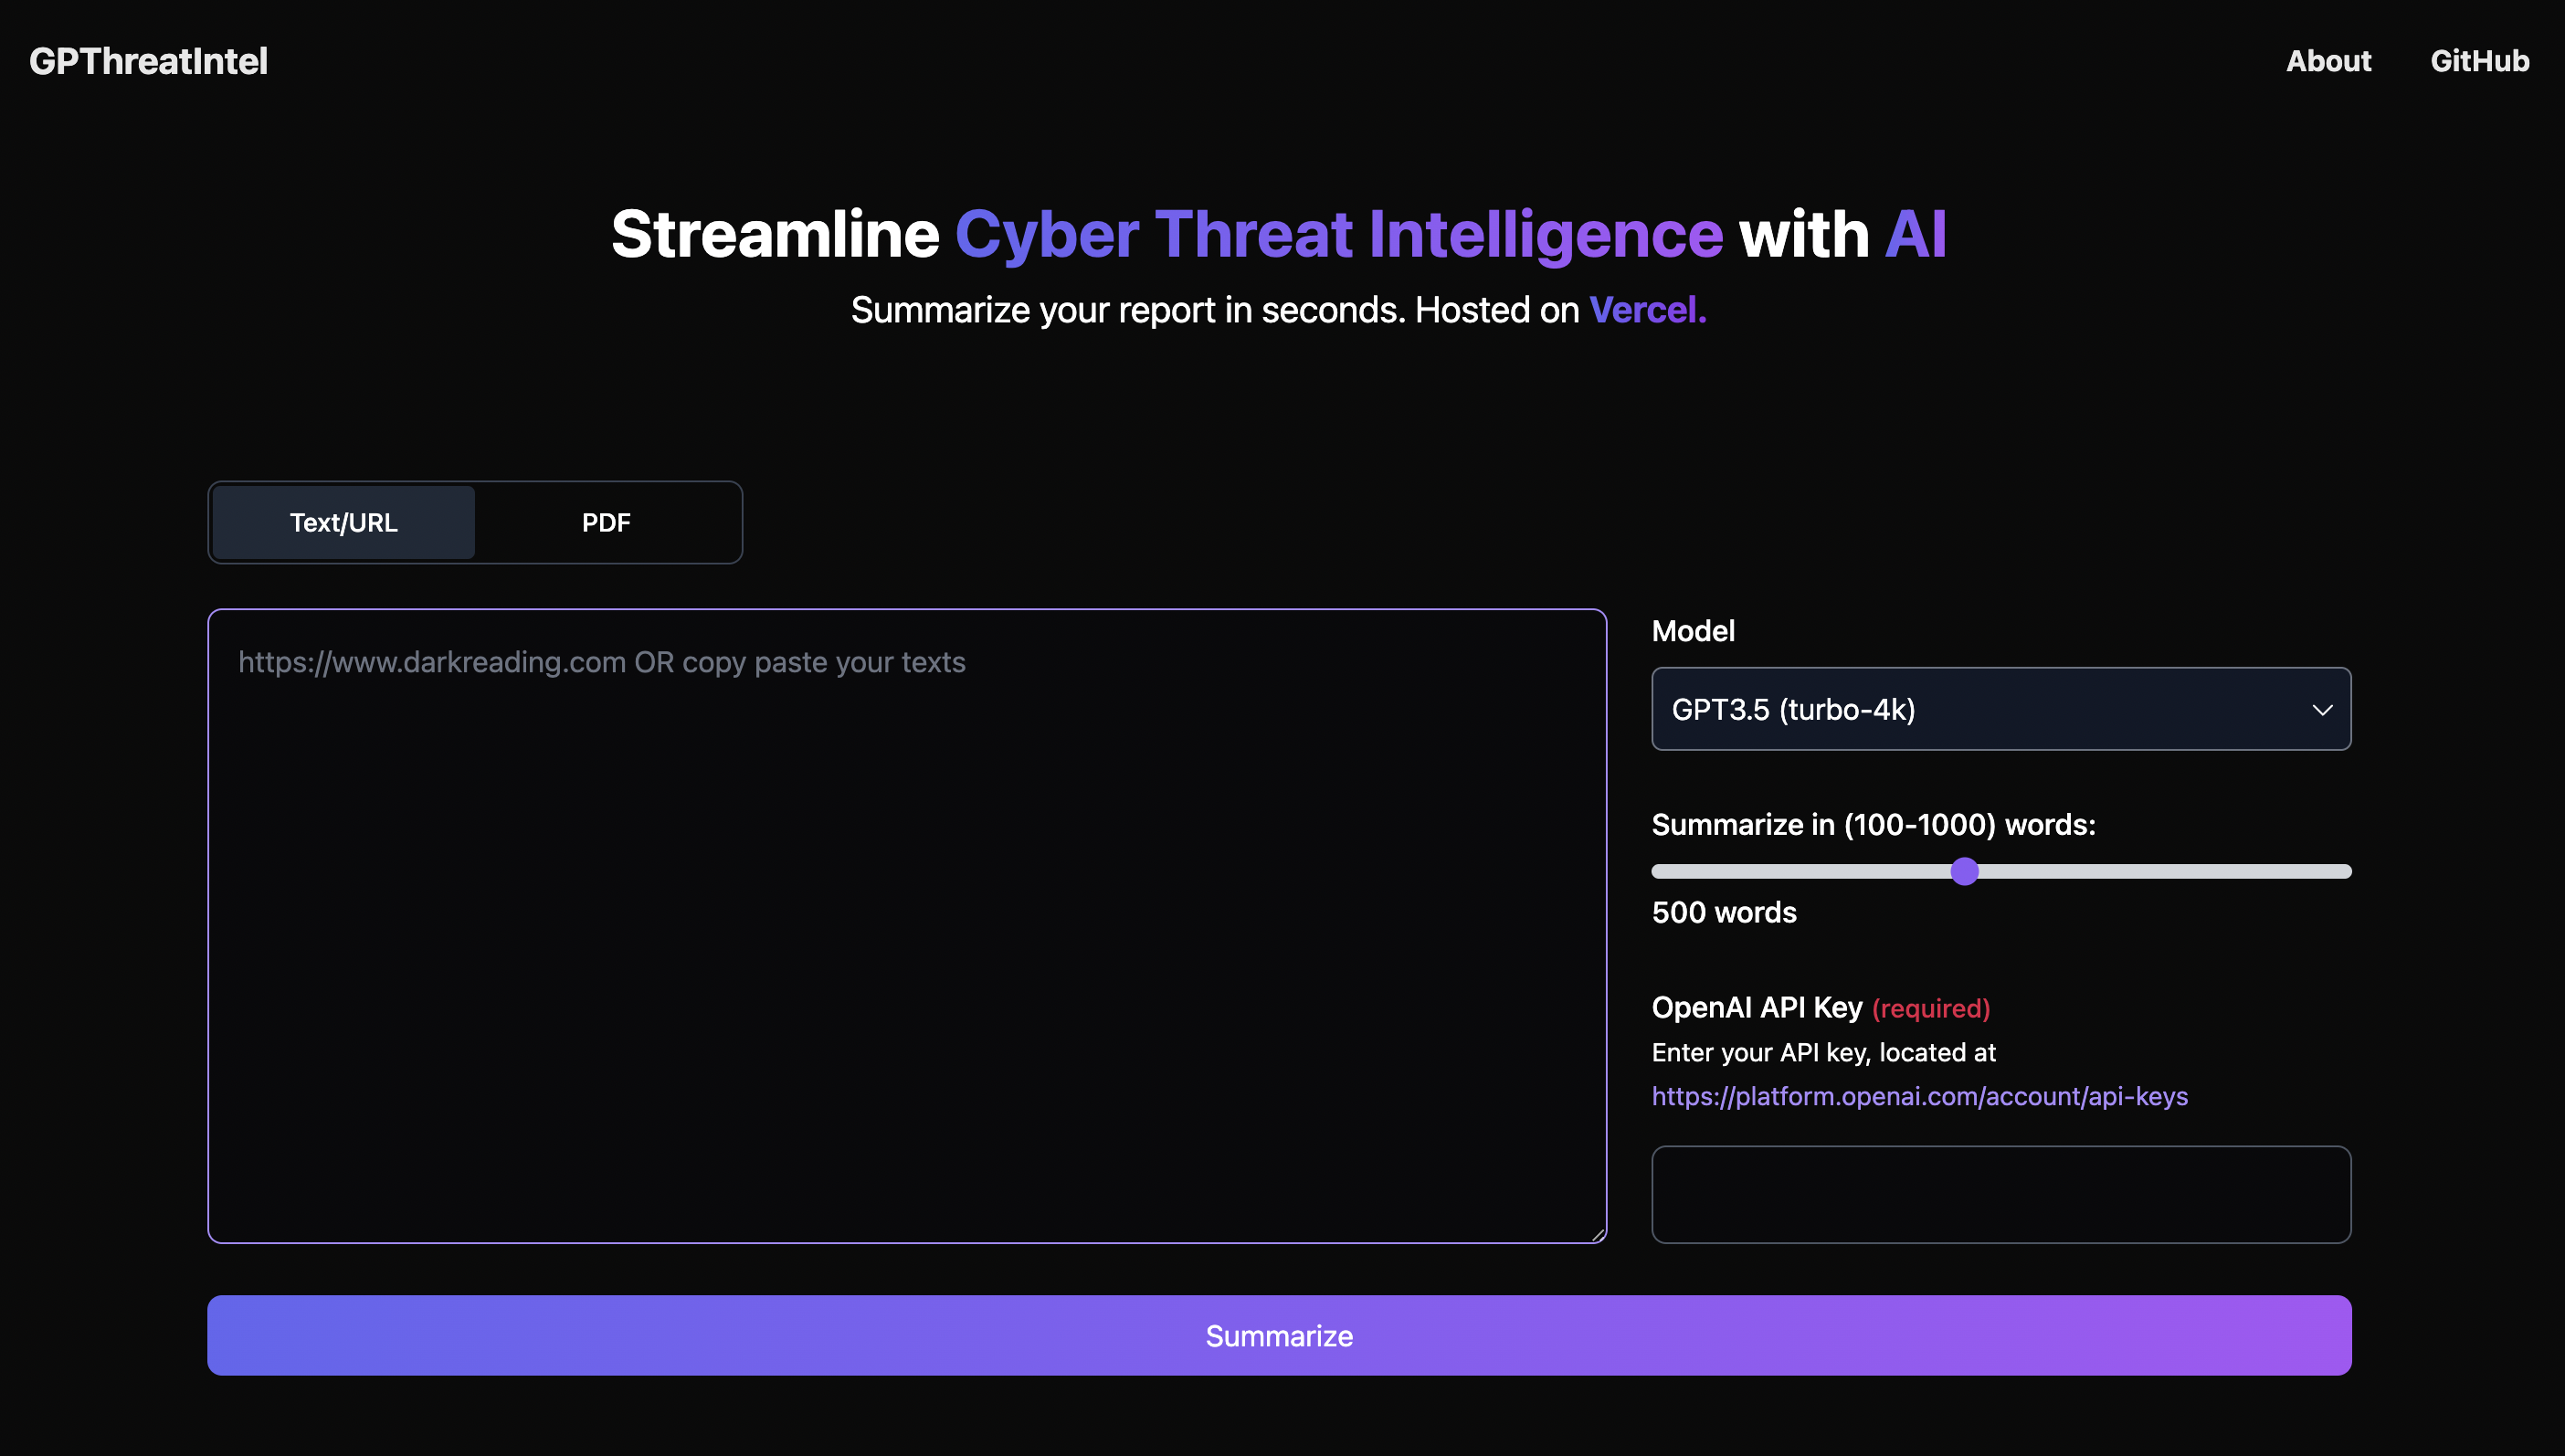 GPThreatIntel
About
GitHub
Streamline Cyber Threat Intelligence with AI
Summarize your report in seconds. Hosted on Vercel.
Text/URL
PDF
https://www.darkreading.com OR copy paste your texts
Model
GPT3.5 (turbo-4k)
Summarize in (100-1000) words:
500 words
OpenAI API Key (required)
Enter your API key, located at
https://platform.openai.com/account/api-keys
Summarize